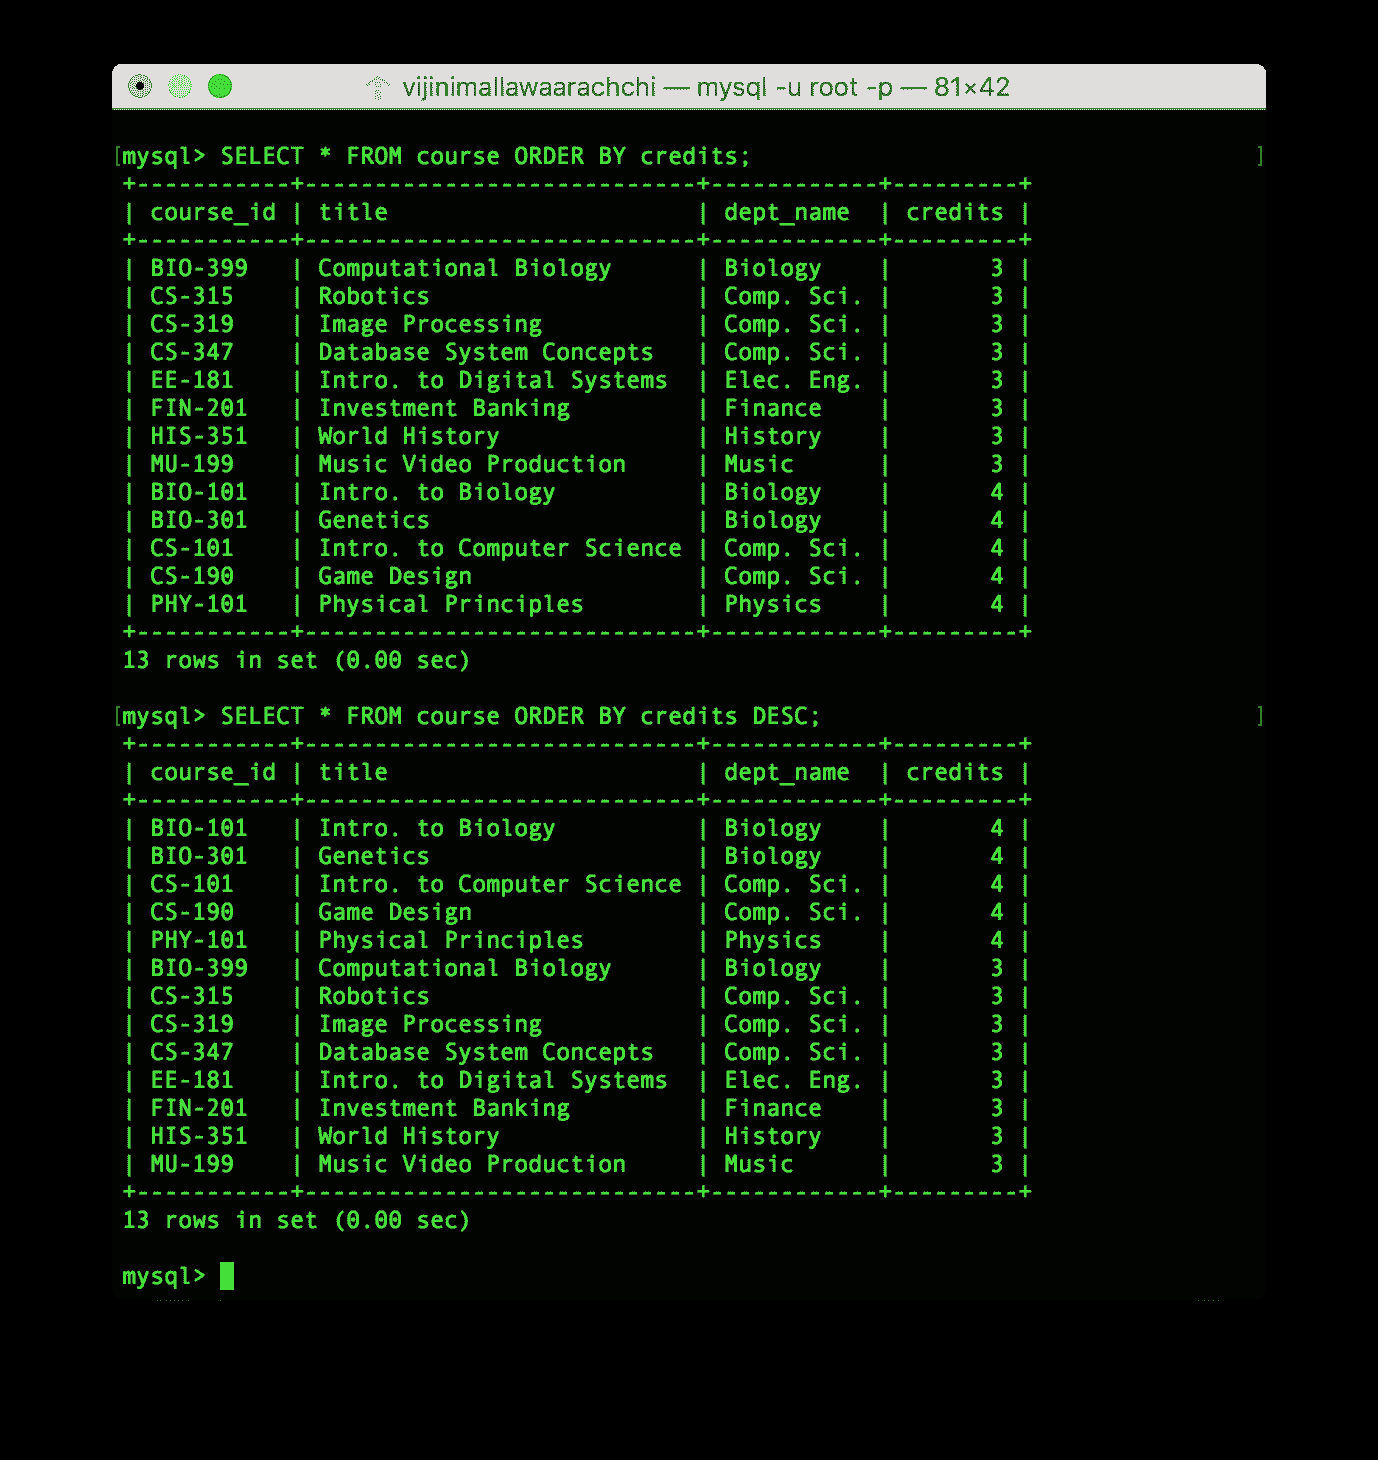 vijinimallawaarachchi — mysql -u root -p — 81×42
[mysql> SELECT * FROM course ORDER BY credits; ]
+-----------+----------------------------+------------+---------+
| course_id | title                      | dept_name  | credits |
+-----------+----------------------------+------------+---------+
| BIO-399   | Computational Biology      | Biology    |       3 |
| CS-315    | Robotics                   | Comp. Sci. |       3 |
| CS-319    | Image Processing           | Comp. Sci. |       3 |
| CS-347    | Database System Concepts   | Comp. Sci. |       3 |
| EE-181    | Intro. to Digital Systems  | Elec. Eng. |       3 |
| FIN-201   | Investment Banking         | Finance    |       3 |
| HIS-351   | World History              | History    |       3 |
| MU-199    | Music Video Production     | Music      |       3 |
| BIO-101   | Intro. to Biology          | Biology    |       4 |
| BIO-301   | Genetics                   | Biology    |       4 |
| CS-101    | Intro. to Computer Science | Comp. Sci. |       4 |
| CS-190    | Game Design                | Comp. Sci. |       4 |
| PHY-101   | Physical Principles        | Physics    |       4 |
+-----------+----------------------------+------------+---------+
13 rows in set (0.00 sec)
[mysql> SELECT * FROM course ORDER BY credits DESC; ]
+-----------+----------------------------+------------+---------+
| course_id | title                      | dept_name  | credits |
+-----------+----------------------------+------------+---------+
| BIO-101   | Intro. to Biology          | Biology    |       4 |
| BIO-301   | Genetics                   | Biology    |       4 |
| CS-101    | Intro. to Computer Science | Comp. Sci. |       4 |
| CS-190    | Game Design                | Comp. Sci. |       4 |
| PHY-101   | Physical Principles        | Physics    |       4 |
| BIO-399   | Computational Biology      | Biology    |       3 |
| CS-315    | Robotics                   | Comp. Sci. |       3 |
| CS-319    | Image Processing           | Comp. Sci. |       3 |
| CS-347    | Database System Concepts   | Comp. Sci. |       3 |
| EE-181    | Intro. to Digital Systems  | Elec. Eng. |       3 |
| FIN-201   | Investment Banking         | Finance    |       3 |
| HIS-351   | World History              | History    |       3 |
| MU-199    | Music Video Production     | Music      |       3 |
+-----------+----------------------------+------------+---------+
13 rows in set (0.00 sec)
mysql>